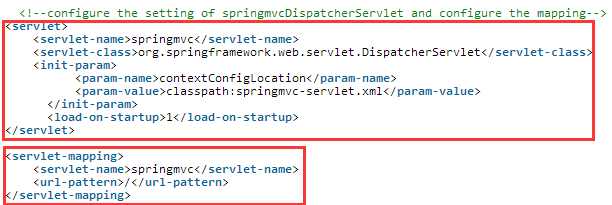 <!--configure the setting of springmvcDispatcherServlet and configure the mapping-->
<servlet>
<servlet-name>springmvc</servlet-name>
<servlet-class>org.springframework.web.servlet.DispatcherServlet</servlet-class>
<init-param>
<param-name>contextConfigLocation</param-name>
<param-value>classpath:springmvc-servlet.xml</param-value>
</init-param>
<load-on-startup>1</load-on-startup>
</servlet>
<servlet-mapping>
<servlet-name>springmvc</servlet-name>
<url-pattern>/</url-pattern>
</servlet-mapping>